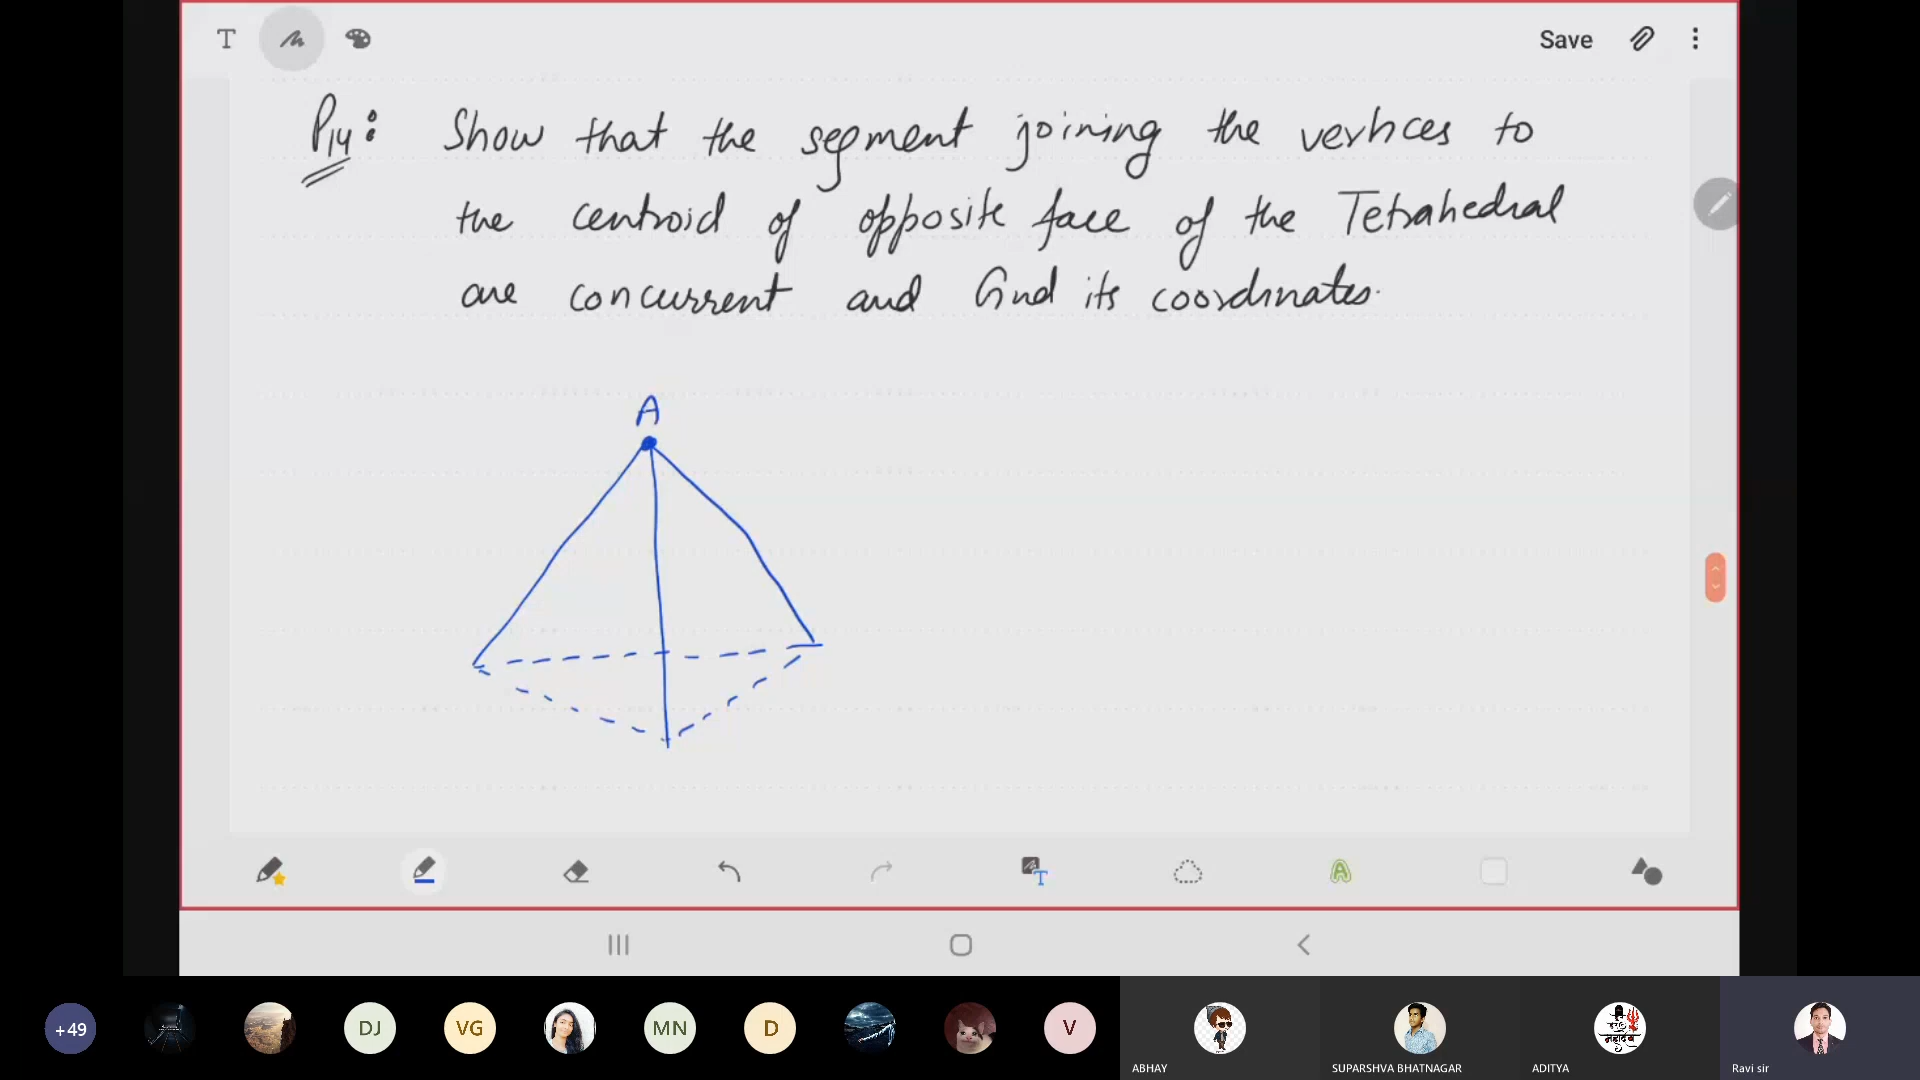 T Save
P14: Show that the segment joining the vertices to
the centroid of opposite face of the Tetrahedral
are concurrent and find its coordinates.
A
T A
+49 DJ VG MN D V
ABHAY SUPARSHVA BHATNAGAR ADITYA Ravi sir